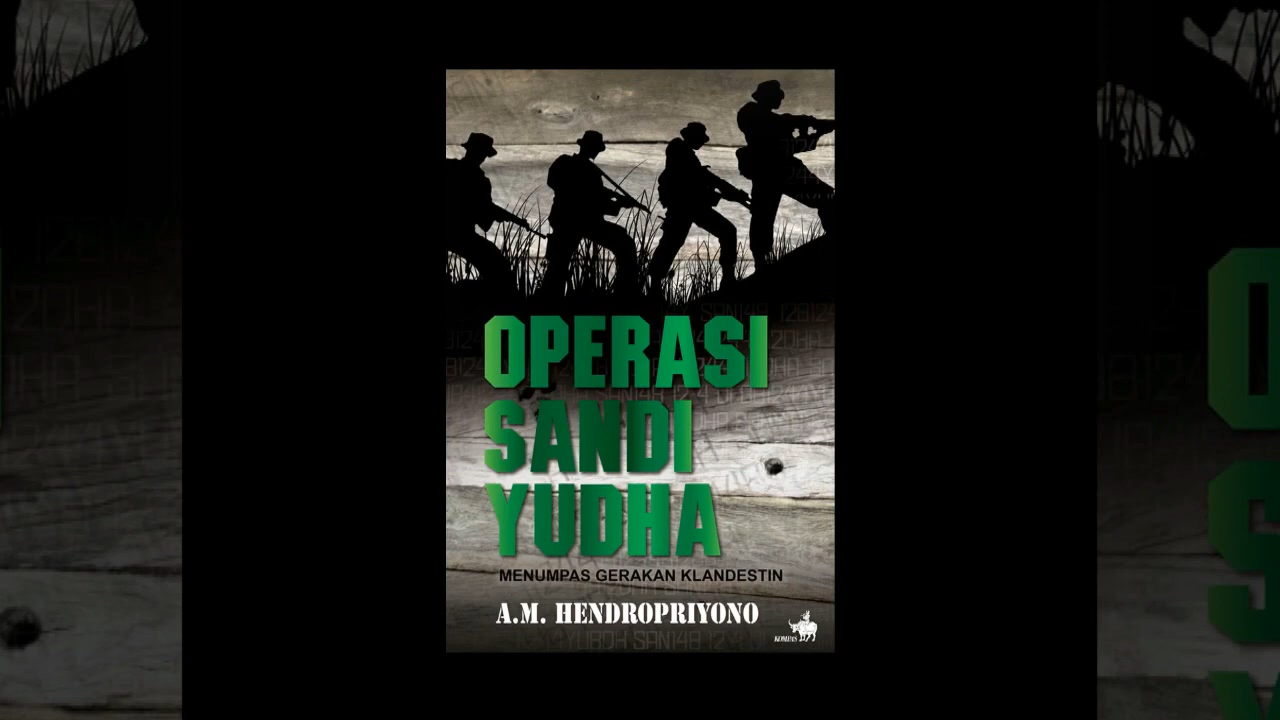 OPERASI
SANDI
YUDHA
MENUMPAS GERAKAN KLANDESTIN
A.M. HENDROPRIYONO
KOMPAS